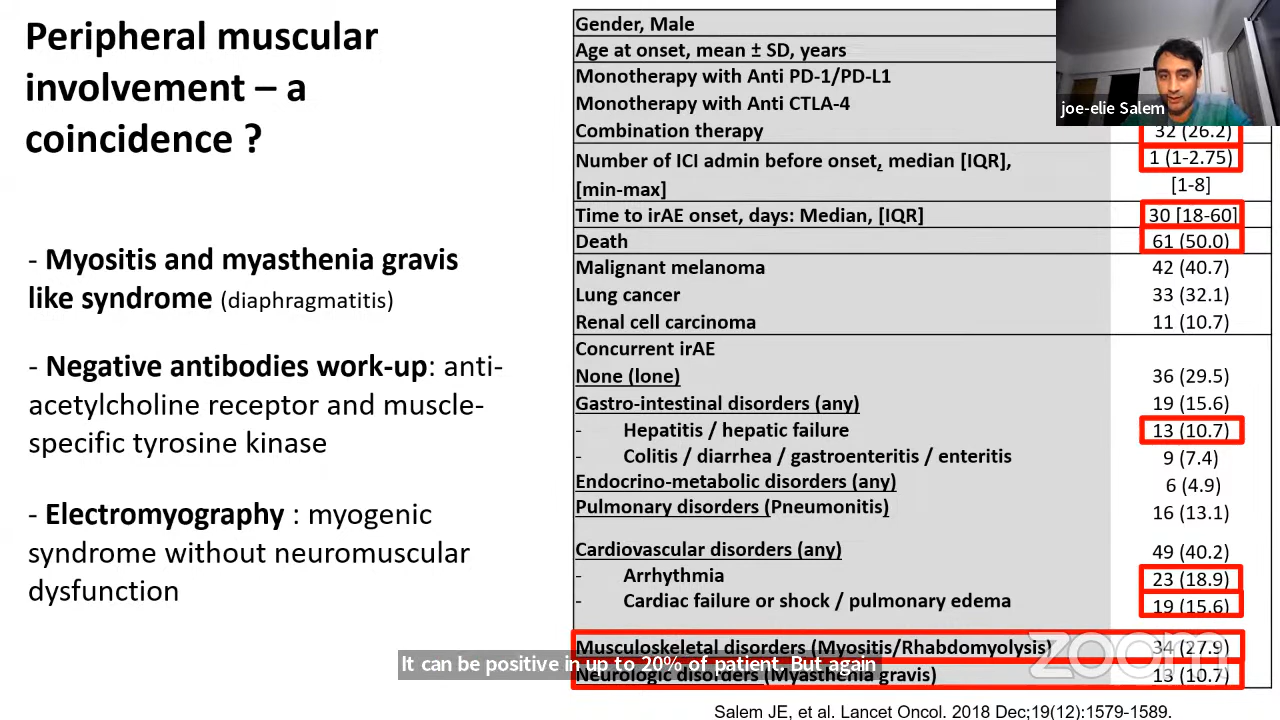 Peripheral muscular
involvement – a
coincidence ?
- Myositis and myasthenia gravis
like syndrome (diaphragmatitis)
- Negative antibodies work-up: anti-
acetylcholine receptor and muscle-
specific tyrosine kinase
- Electromyography : myogenic
syndrome without neuromuscular
dysfunction
Gender, Male
Age at onset, mean ± SD, years
Monotherapy with Anti PD-1/PD-L1
Monotherapy with Anti CTLA-4
Combination therapy 32 (26.2)
Number of ICI admin before onset, median [IQR], 1 (1-2.75)
[min-max] [1-8]
Time to irAE onset, days: Median, [IQR] 30 [18-60]
Death 61 (50.0)
Malignant melanoma 42 (40.7)
Lung cancer 33 (32.1)
Renal cell carcinoma 11 (10.7)
Concurrent irAE
None (lone) 36 (29.5)
Gastro-intestinal disorders (any) 19 (15.6)
- Hepatitis / hepatic failure 13 (10.7)
- Colitis / diarrhea / gastroenteritis / enteritis 9 (7.4)
Endocrino-metabolic disorders (any) 6 (4.9)
Pulmonary disorders (Pneumonitis) 16 (13.1)
Cardiovascular disorders (any) 49 (40.2)
- Arrhythmia 23 (18.9)
- Cardiac failure or shock / pulmonary edema 19 (15.6)
Musculoskeletal disorders (Myositis/Rhabdomyolysis) 34 (27.9)
Neurologic disorders (Myasthenia gravis) 13 (10.7)
joe-elie Salem
It can be positive in up to 20% of patient. But again
zoom
Salem JE, et al. Lancet Oncol. 2018 Dec;19(12):1579-1589.